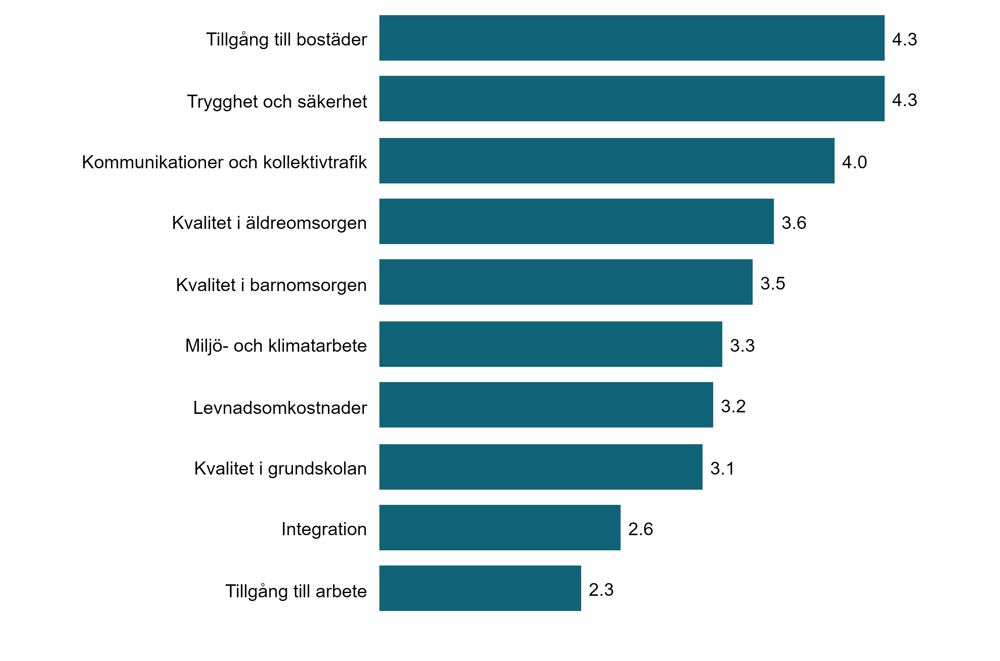 Tillgång till bostäder 4.3
Trygghet och säkerhet 4.3
Kommunikationer och kollektivtrafik 4.0
Kvalitet i äldreomsorgen 3.6
Kvalitet i barnomsorgen 3.5
Miljö- och klimatarbete 3.3
Levnadsomkostnader 3.2
Kvalitet i grundskolan 3.1
Integration 2.6
Tillgång till arbete 2.3